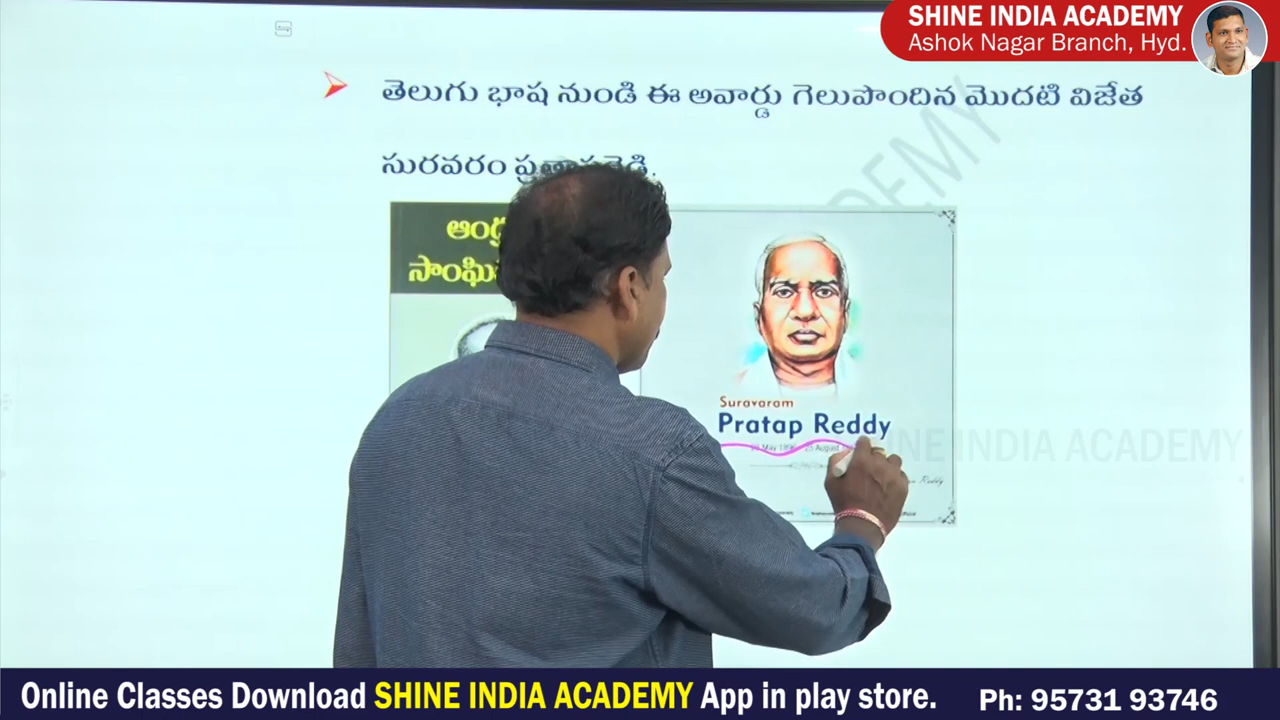 SHINE INDIA ACADEMY
Ashok Nagar Branch, Hyd.
తెలుగు భాష నుండి ఈ అవార్డు గెలుపొందిన మొదటి విజేత
సురవరం
Suravaram
Pratap Reddy
SHINE INDIA ACADEMY
Online Classes Download SHINE INDIA ACADEMY App in play store.
Ph: 95731 93746